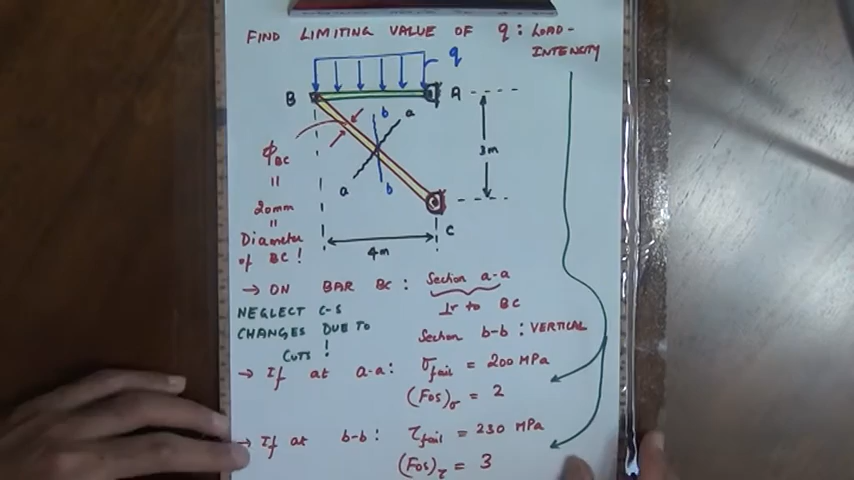 FIND LIMITING VALUE OF q: LOAD-
INTENSITY
q
B
A
b
a
ϕBC
=
20mm
=
Diameter
of BC!
3m
a
b
C
4m
→ ON BAR BC: Section a-a
⊥r to BC
NEGLECT C-S
CHANGES DUE TO
CUTS!
Section b-b: VERTICAL
→ If at a-a: σfail = 200 MPa
(FOS)σ = 2
→ If at b-b: τfail = 230 MPa
(FOS)τ = 3